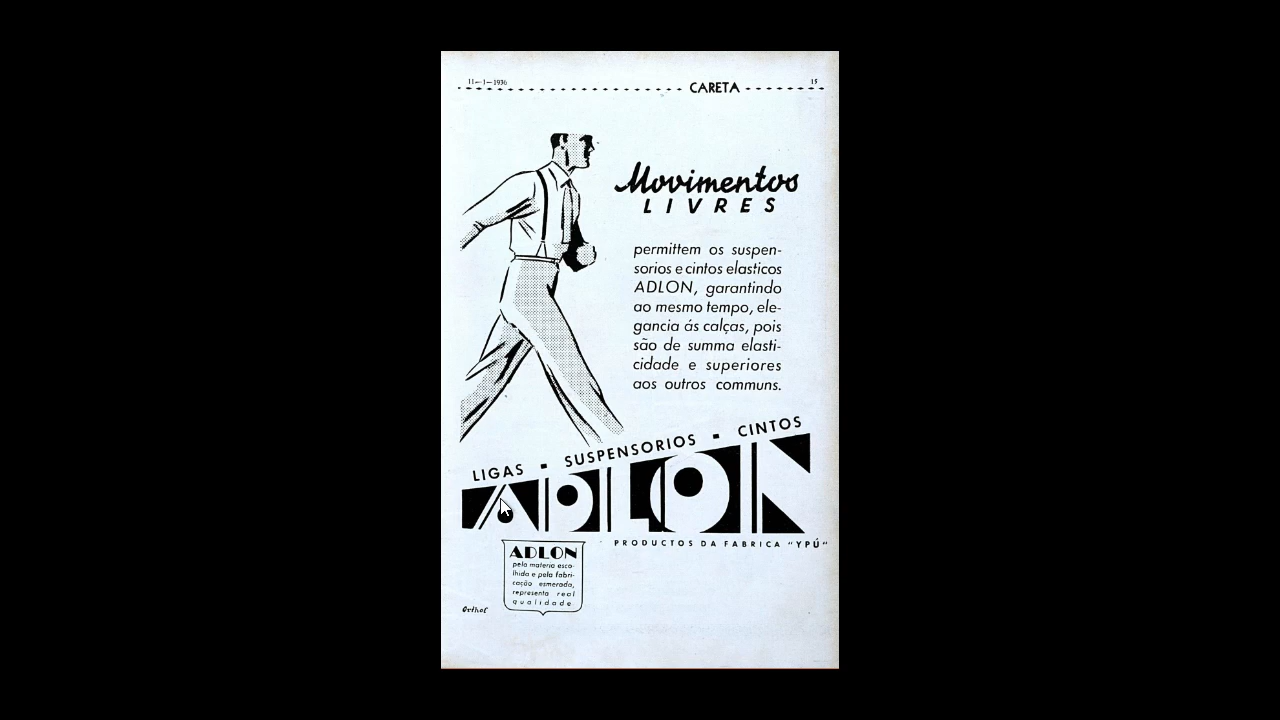 11—1—1936
CARETA
15
Movimentos
LIVRES
permittem os suspen-
sorios e cintos elasticos
ADLON, garantindo
ao mesmo tempo, ele-
gancia ás calças, pois
são de summa elasti-
cidade e superiores
aos outros communs.
LIGAS - SUSPENSORIOS - CINTOS
ADLON
PRODUCTOS DA FABRICA "YPÚ"
ADLON
pela materia esco-
lhida e pela fabri-
cação esmerada,
representa real
qualidade
Orthof